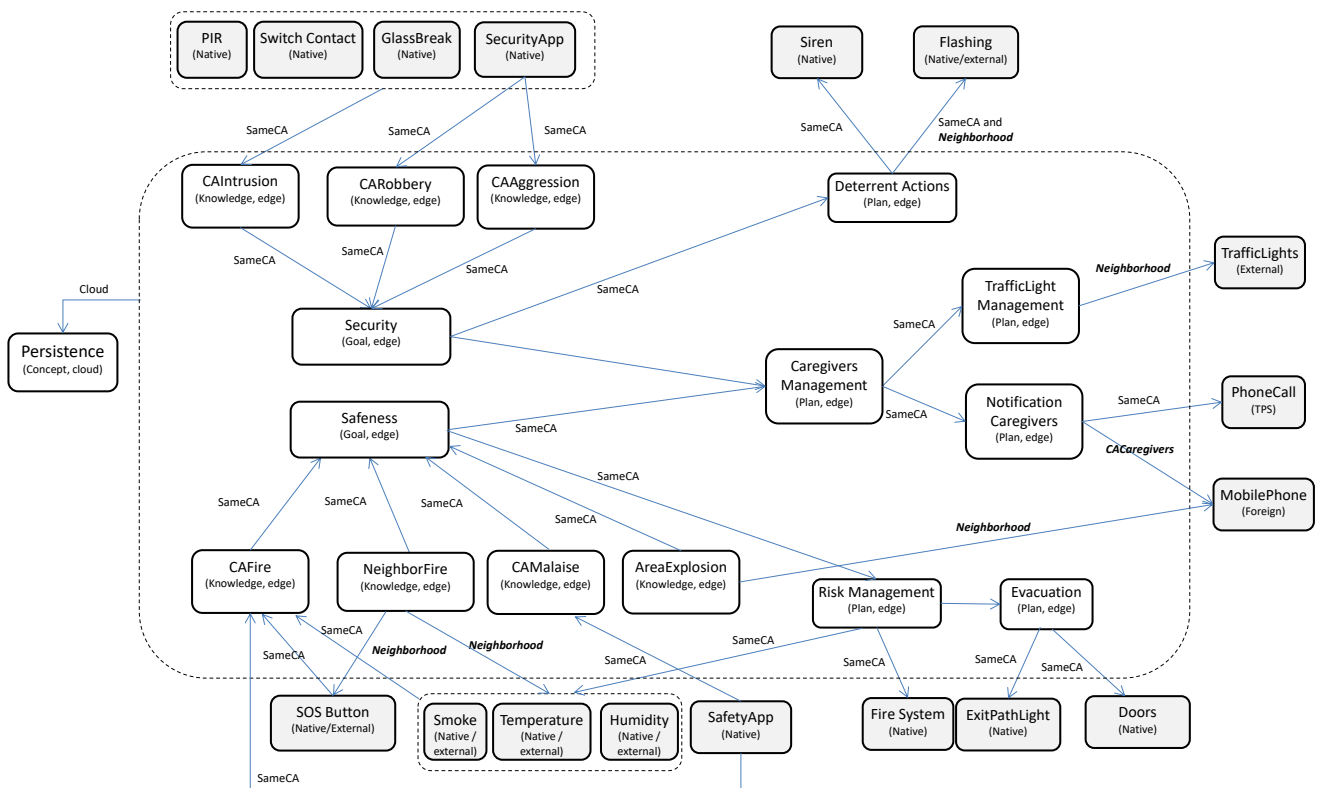 PIR
(Native)
Switch Contact
(Native)
GlassBreak
(Native)
SecurityApp
(Native)
Siren
(Native)
Flashing
(Native/external)
SameCA
SameCA
SameCA
SameCA
SameCA and
Neighborhood
CAIntrusion
(Knowledge, edge)
CARobbery
(Knowledge, edge)
CAAggression
(Knowledge, edge)
Deterrent Actions
(Plan, edge)
SameCA
SameCA
SameCA
SameCA
TrafficLights
(External)
Neighborhood
TrafficLight
Management
(Plan, edge)
Cloud
Persistence
(Concept, cloud)
Security
(Goal, edge)
SameCA
Caregivers
Management
(Plan, edge)
SameCA
Notification
Caregivers
(Plan, edge)
SameCA
PhoneCall
(TPS)
CACaregivers
MobilePhone
(Foreign)
Safeness
(Goal, edge)
SameCA
SameCA
SameCA
SameCA
SameCA
SameCA
Neighborhood
CAFire
(Knowledge, edge)
NeighborFire
(Knowledge, edge)
CAMalaise
(Knowledge, edge)
AreaExplosion
(Knowledge, edge)
Risk Management
(Plan, edge)
Evacuation
(Plan, edge)
SameCA
SameCA
Neighborhood
Neighborhood
SameCA
SameCA
SameCA
SameCA
SameCA
SOS Button
(Native/External)
Smoke
(Native /
external)
Temperature
(Native /
external)
Humidity
(Native /
external)
SafetyApp
(Native)
Fire System
(Native)
ExitPathLight
(Native)
Doors
(Native)
SameCA